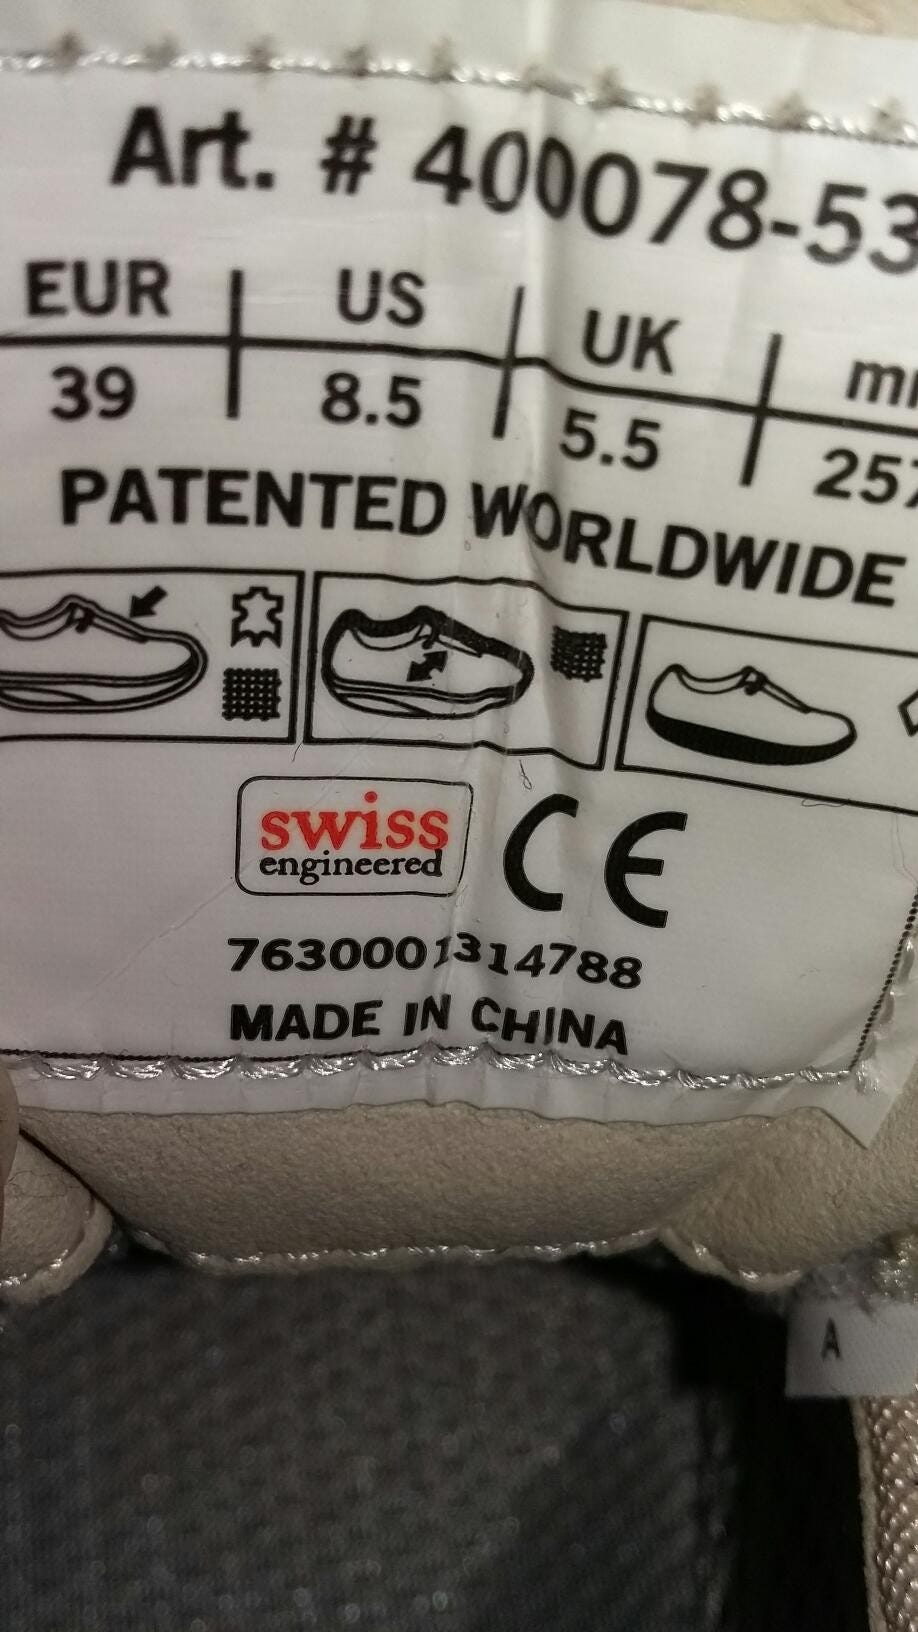 Art. # 400078-53
EUR US UK
39 8.5 5.5
PATENTED WORLDWIDE
swiss
engineered
CE
7630001314788
MADE IN CHINA
A